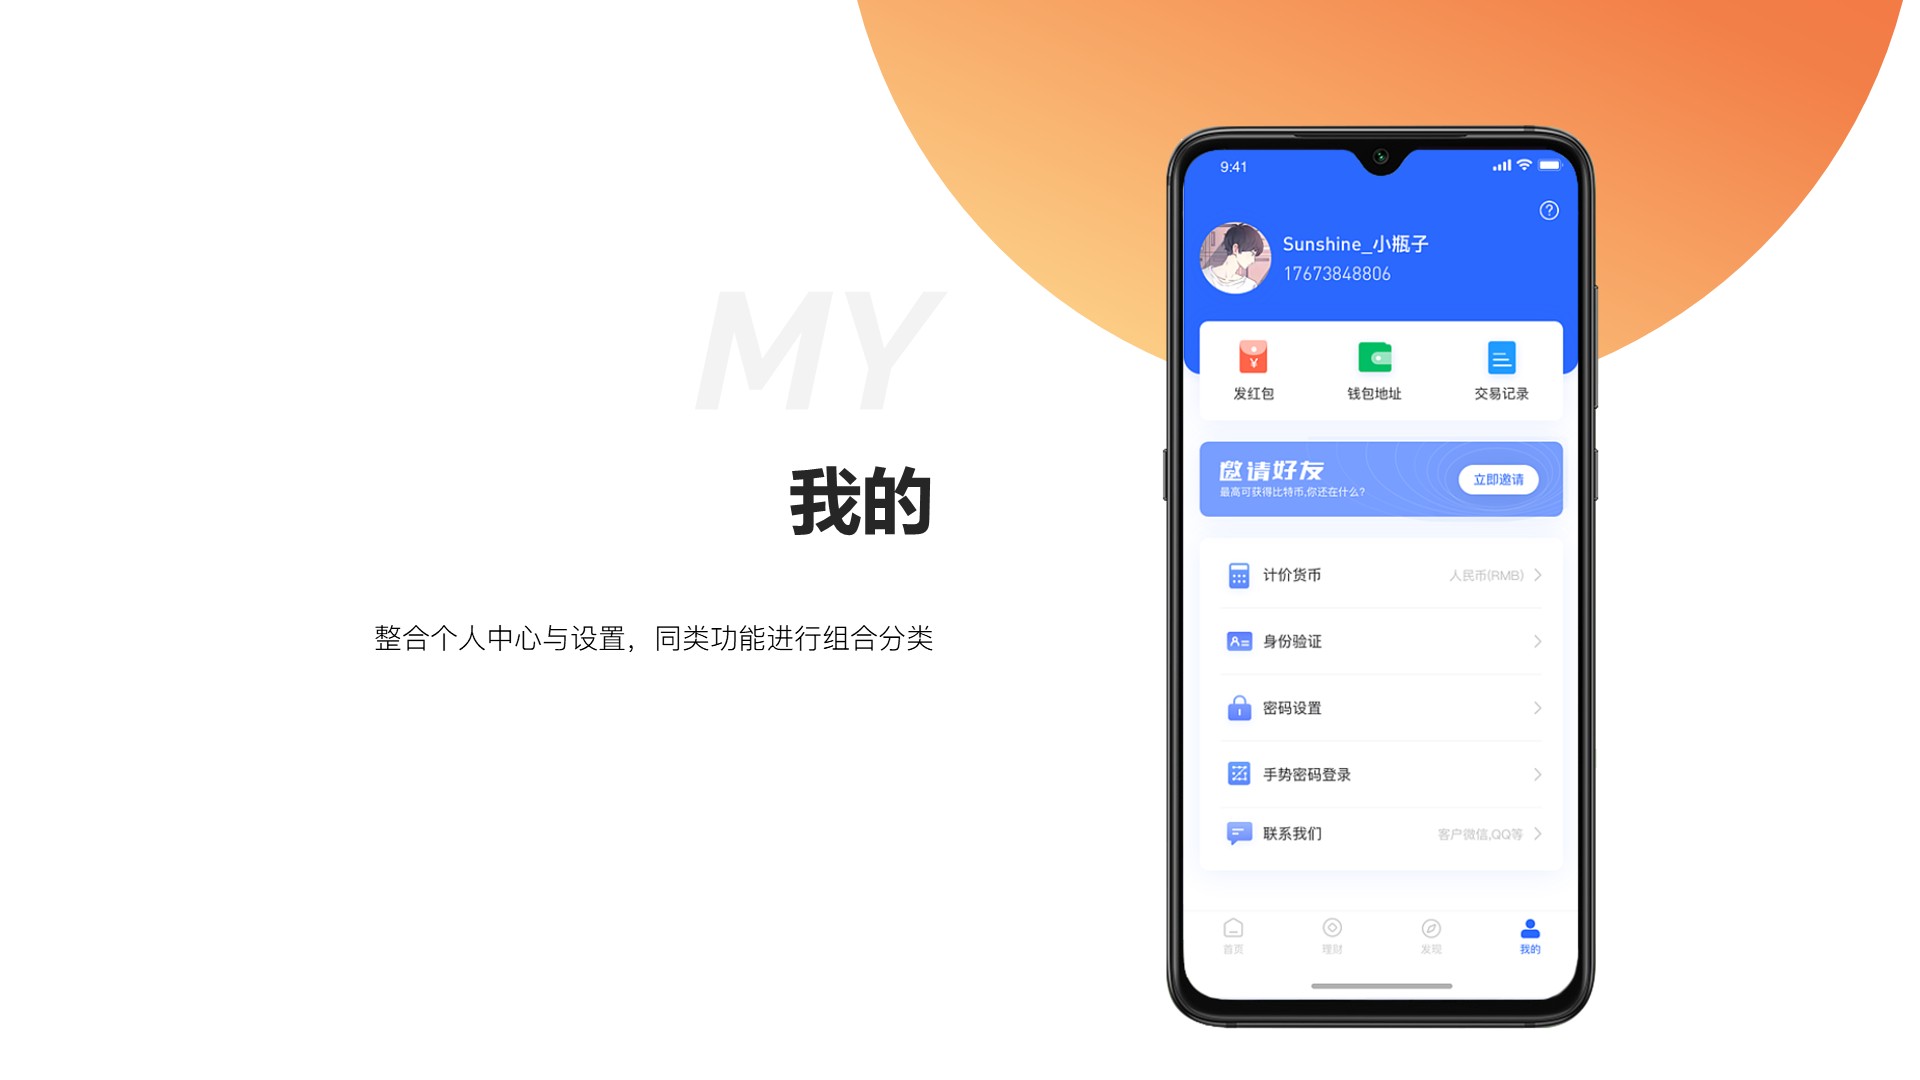 MY
我的
整合个人中心与设置，同类功能进行组合分类
9:41
Sunshine_小瓶子
17673848806
发红包
钱包地址
交易记录
邀请好友
最高可获得比特币,你还在什么?
立即邀请
计价货币
人民币(RMB)
身份验证
密码设置
手势密码登录
联系我们
客户微信,QQ等
首页
理财
发现
我的